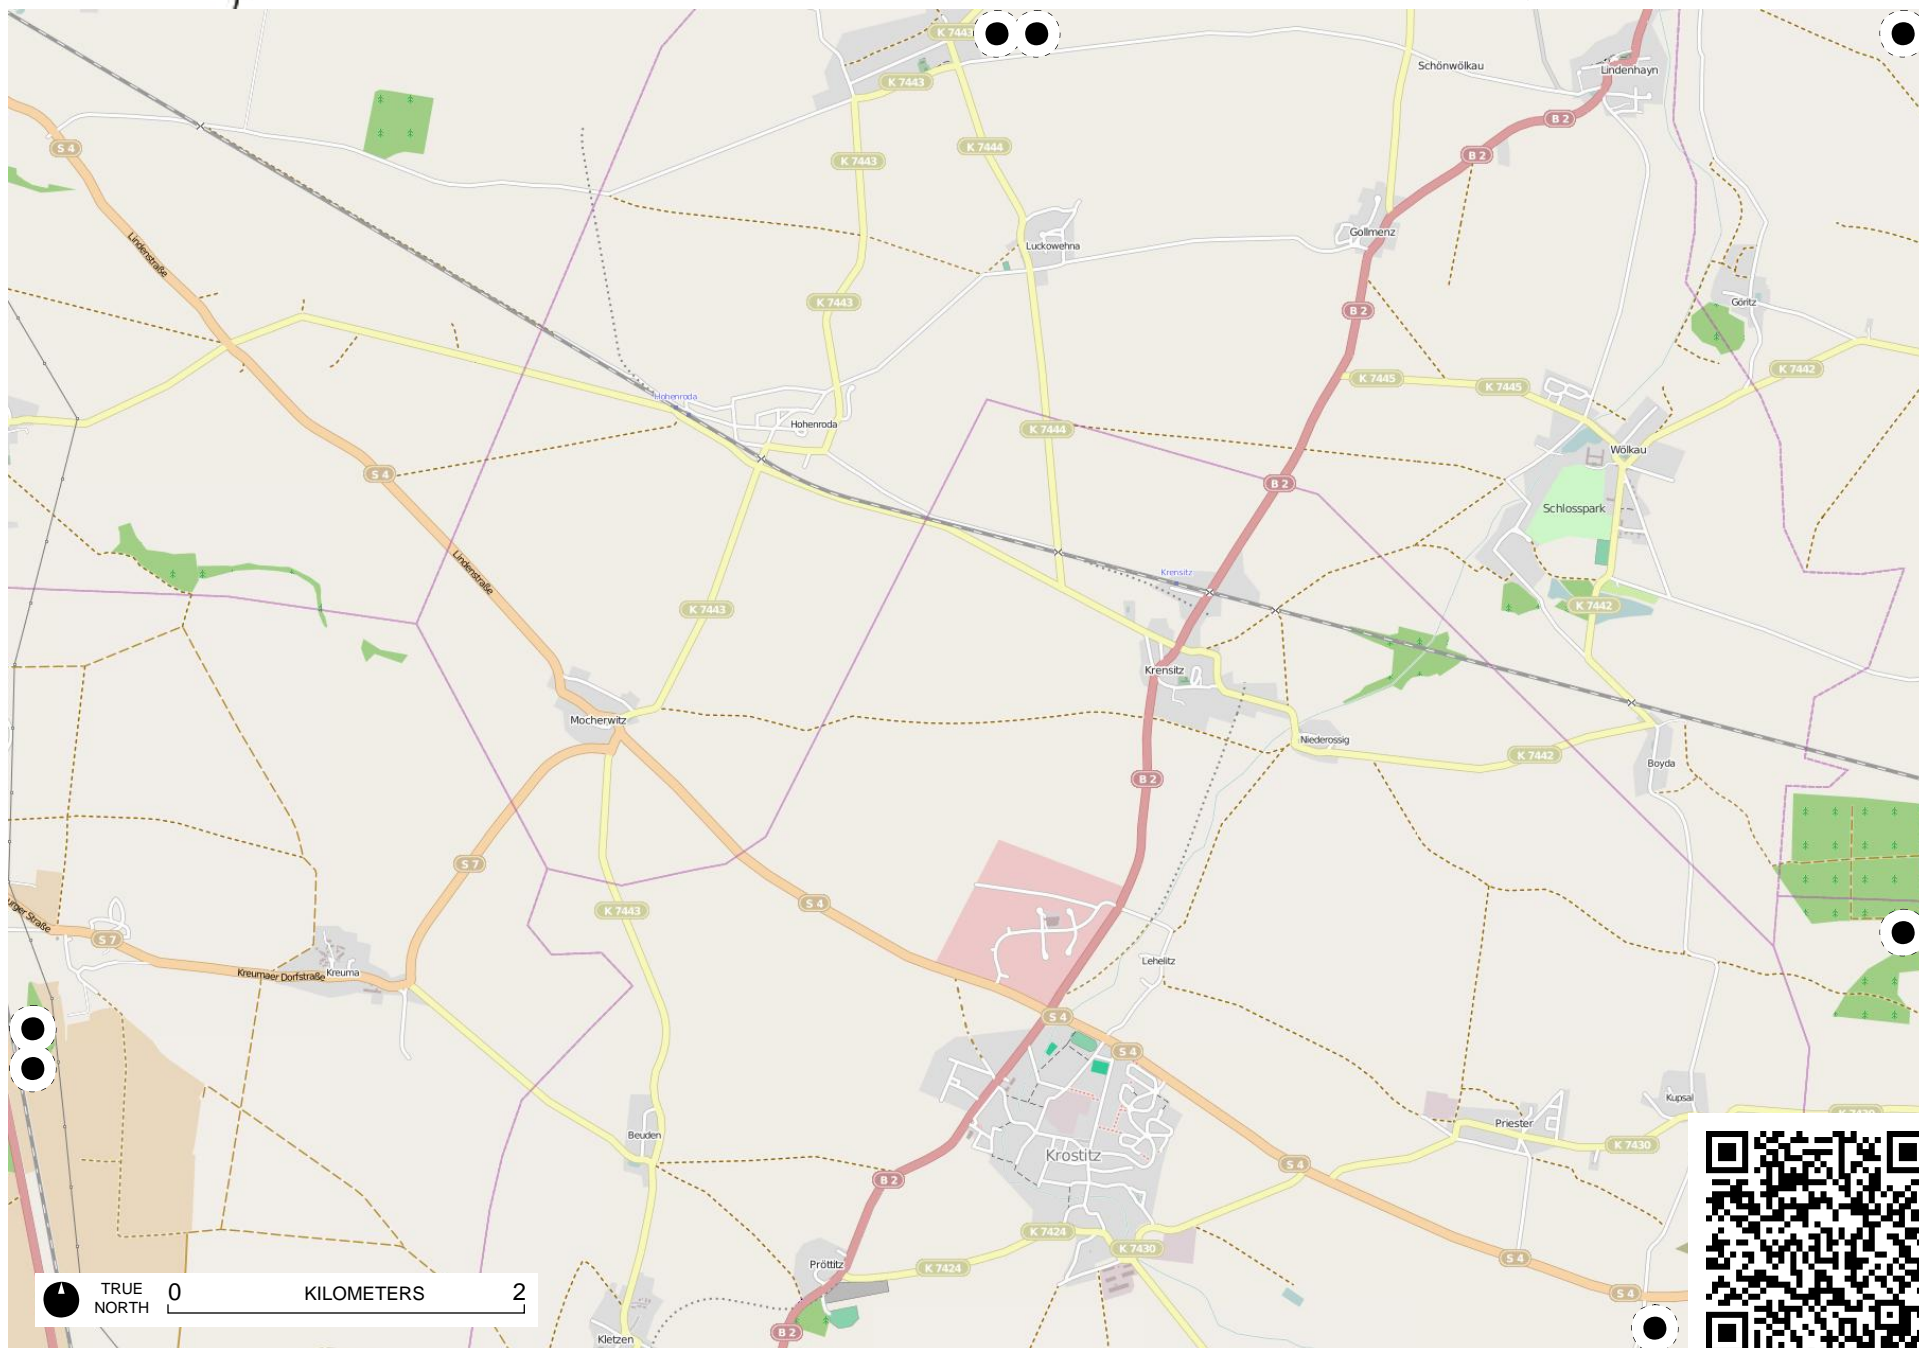 K 7443
Schönwölkau
Lindenhayn
K 7443
B 2
S 4
K 7444
B 2
K 7443
Gollmenz
Luckowehna
Lindenstraße
K 7443
Göritz
B 2
K 7442
K 7445
K 7445
Hohenroda
Hohenroda
K 7444
Wölkau
S 4
B 2
Schlosspark
Lindenstraße
Krensitz
K 7443
K 7442
Krensitz
Mocherwitz
Niederossig
K 7442
Boyda
B 2
S 7
S 4
K 7443
urger Straße
S 7
Lehelitz
Kreumaer Dorfstraße
Kreuma
S 4
S 4
Kupsal
Priester
Beuden
K 7430
Krostitz
S 4
B 2
K 7424
K 7430
S 4
Pröttitz
K 7424
TRUE NORTH
0 KILOMETERS 2
S 4
B 2
Kletzen